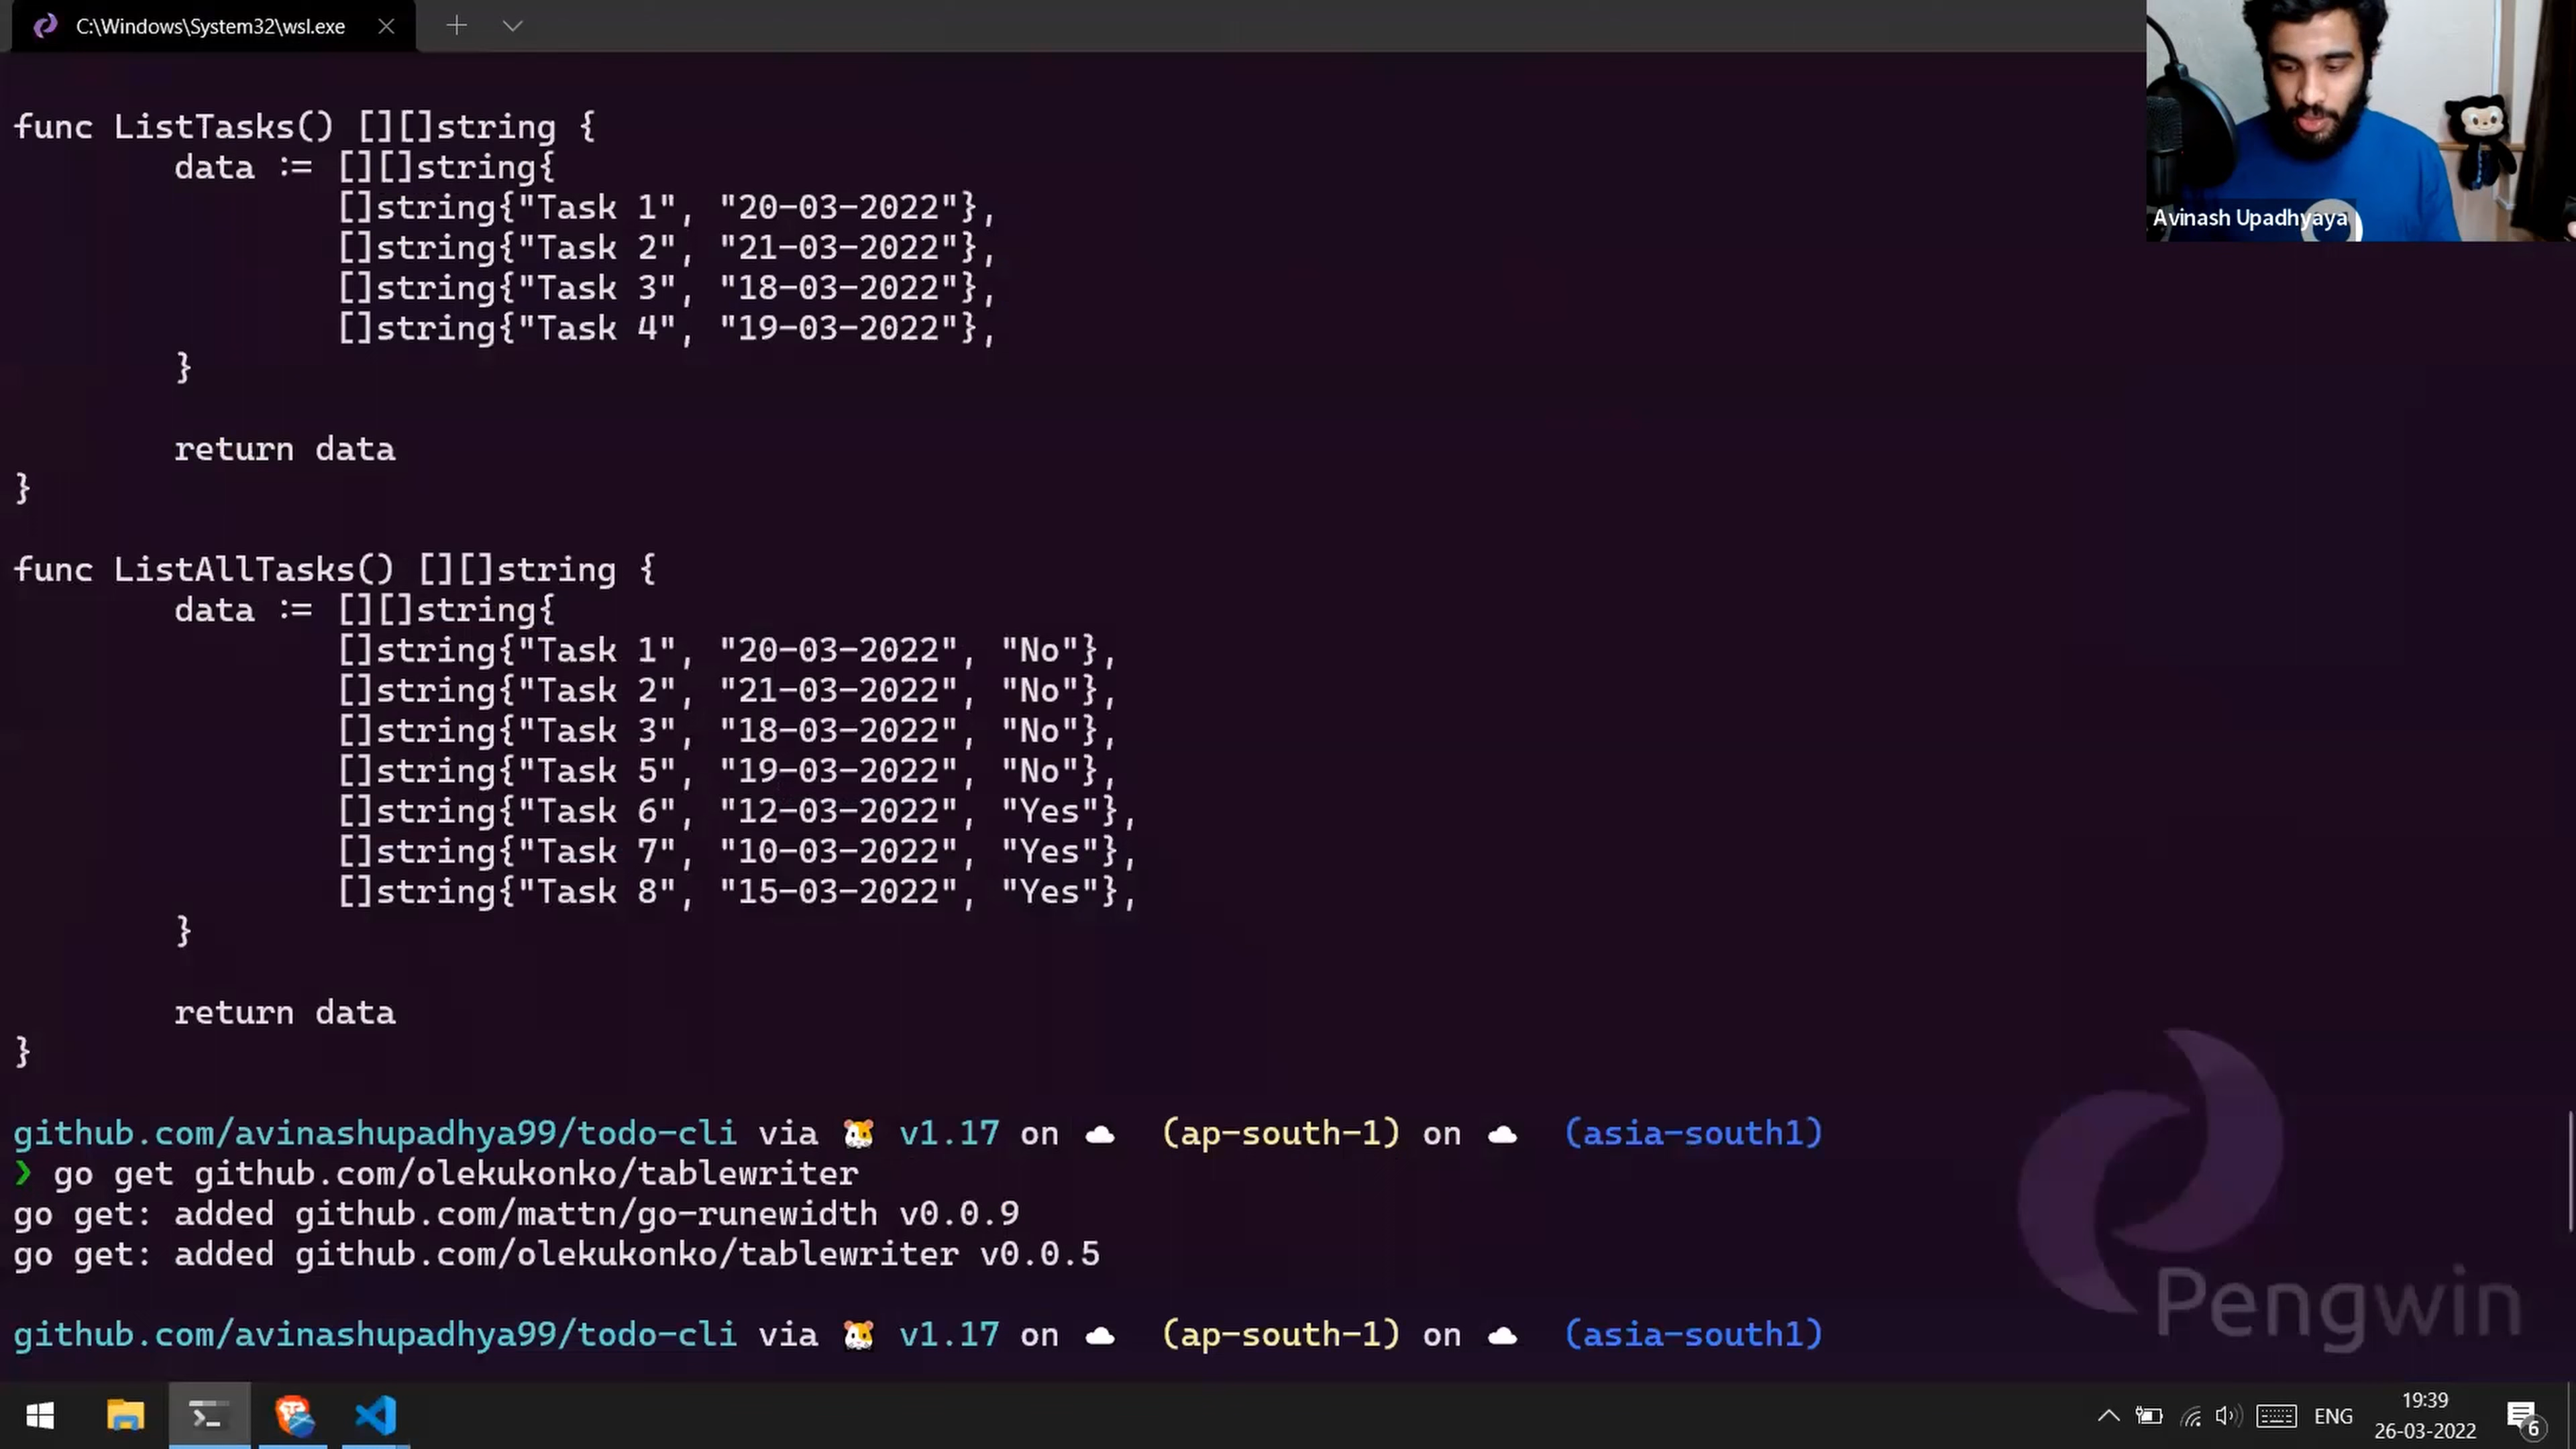 C:\Windows\System32\wsl.exe
func ListTasks() [][]string {
data := [][]string{
[]string{"Task 1", "20-03-2022"},
[]string{"Task 2", "21-03-2022"},
[]string{"Task 3", "18-03-2022"},
[]string{"Task 4", "19-03-2022"},
}
return data
}
func ListAllTasks() [][]string {
data := [][]string{
[]string{"Task 1", "20-03-2022", "No"},
[]string{"Task 2", "21-03-2022", "No"},
[]string{"Task 3", "18-03-2022", "No"},
[]string{"Task 5", "19-03-2022", "No"},
[]string{"Task 6", "12-03-2022", "Yes"},
[]string{"Task 7", "10-03-2022", "Yes"},
[]string{"Task 8", "15-03-2022", "Yes"},
}
return data
}
github.com/avinashupadhya99/todo-cli via 🐹 v1.17 on ☁ (ap-south-1) on ☁ (asia-south1)
❯ go get github.com/olekukonko/tablewriter
go get: added github.com/mattn/go-runewidth v0.0.9
go get: added github.com/olekukonko/tablewriter v0.0.5
github.com/avinashupadhya99/todo-cli via 🐹 v1.17 on ☁ (ap-south-1) on ☁ (asia-south1)
Avinash Upadhyaya
Pengwin
ENG
19:39
26-03-2022
6